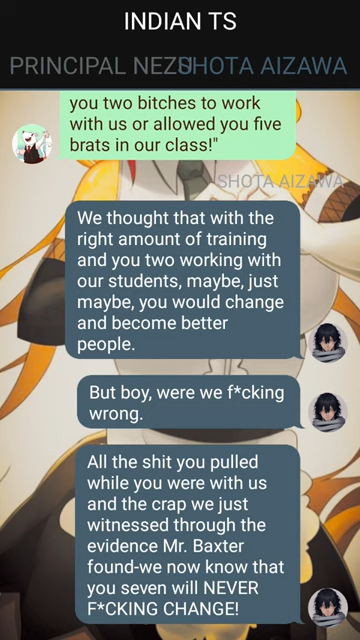 INDIAN TS
PRINCIPAL NEZU SHOTA AIZAWA
you two bitches to work
with us or allowed you five
brats in our class!"
SHOTA AIZAWA
We thought that with the
right amount of training
and you two working with
our students, maybe, just
maybe, you would change
and become better
people.
But boy, were we f*cking
wrong.
All the shit you pulled
while you were with us
and the crap we just
witnessed through the
evidence Mr. Baxter
found-we now know that
you seven will NEVER
F*CKING CHANGE!